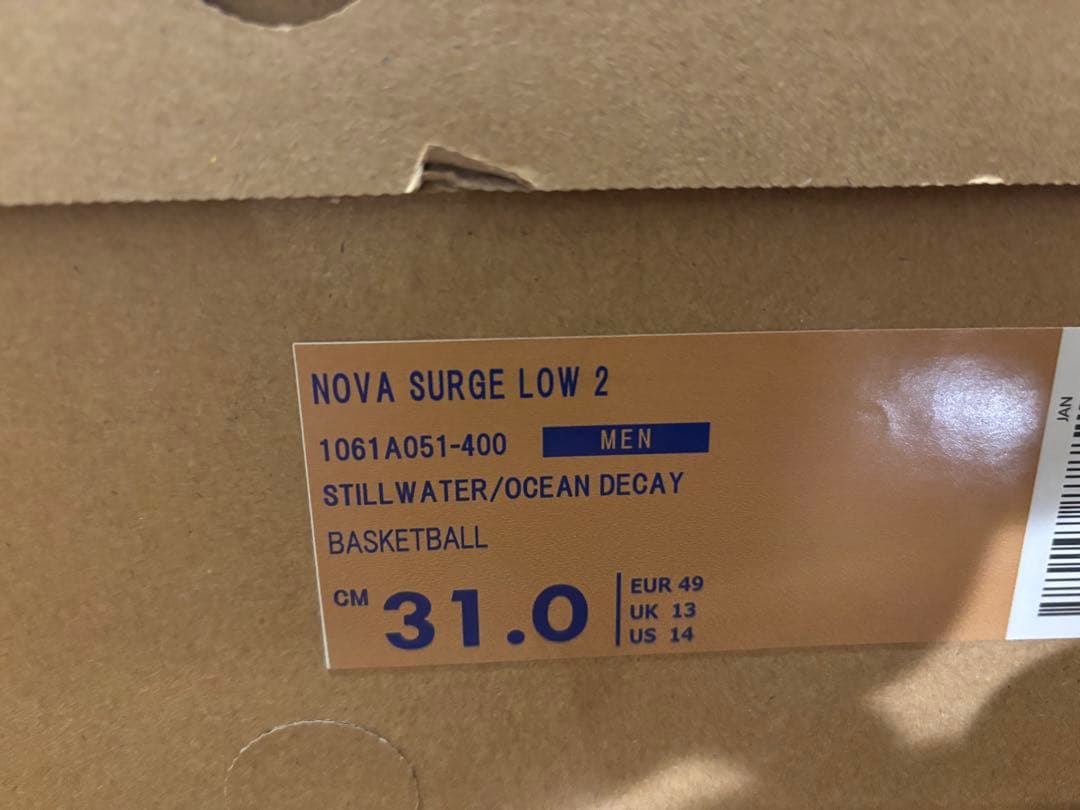 NOVA SURGE LOW 2
1061A051-400 MEN
STILLWATER/OCEAN DECAY
BASKETBALL
CM 31.0
EUR 49
UK 13
US 14
JAN